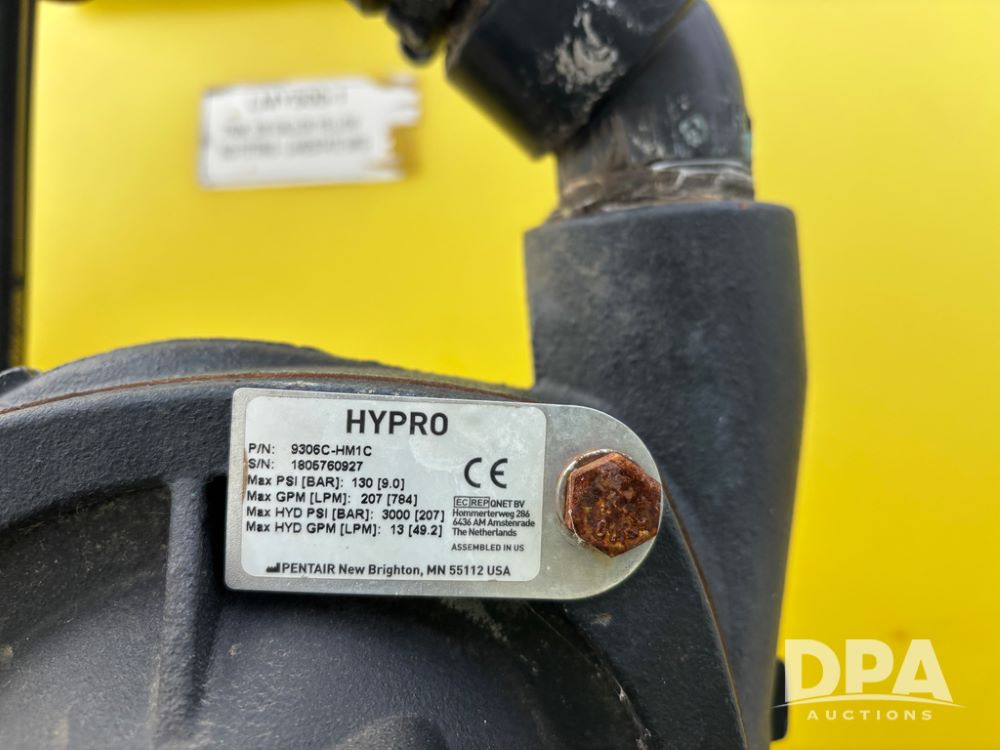 HYPRO
P/N: 9306C-HM1C
S/N: 1805760927
Max PSI [BAR]: 130 [9.0]
Max GPM [LPM]: 207 [784]
Max HYD PSI [BAR]: 3000 [207]
Max HYD GPM [LPM]: 13 [49.2]
CE
EC REP QNET BV
Hommerterweg 286
6436 AM Amstenrade
The Netherlands
ASSEMBLED IN US
PENTAIR New Brighton, MN 55112 USA
DPA
AUCTIONS